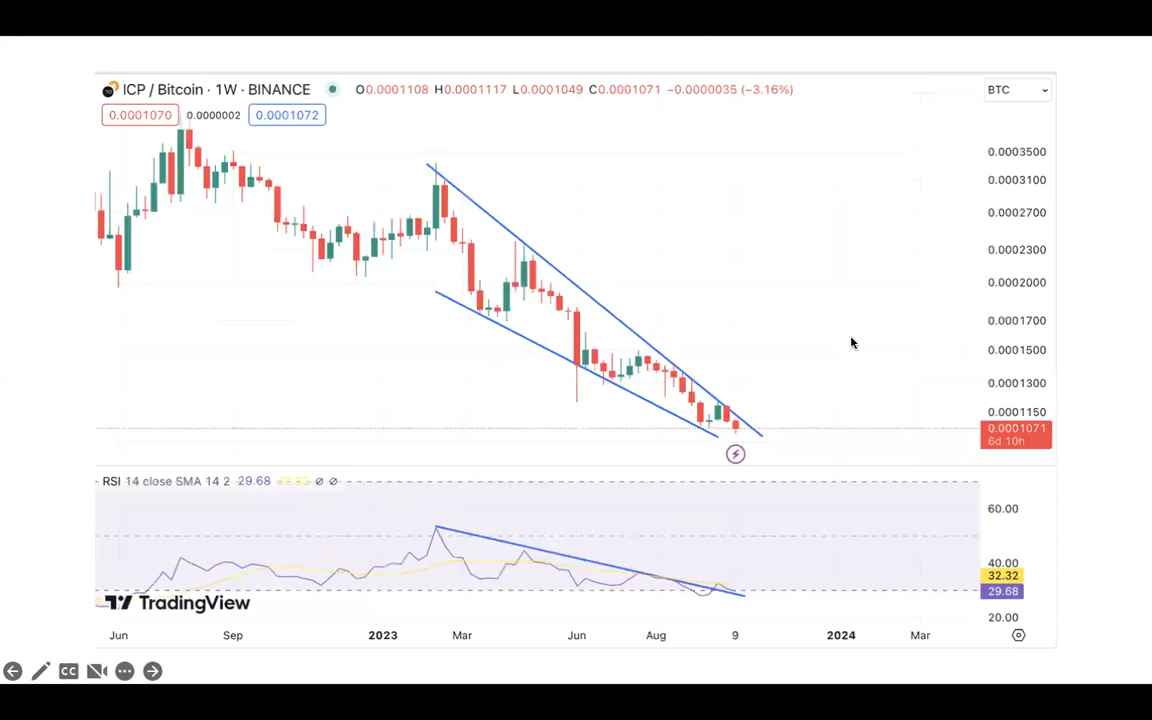 ICP / Bitcoin · 1W · BINANCE O0.0001108 H0.0001117 L0.0001049 C0.0001071 −0.0000035 (−3.16%) BTC
0.0001070 0.0000002 0.0001072
0.0003500
0.0003100
0.0002700
0.0002300
0.0002000
0.0001700
0.0001500
0.0001300
0.0001150
0.0001071
6d 10h
RSI 14 close SMA 14 2 29.68 ∅ ∅
60.00
40.00
32.32
29.68
20.00
TradingView
Jun Sep 2023 Mar Jun Aug 9 2024 Mar
CC